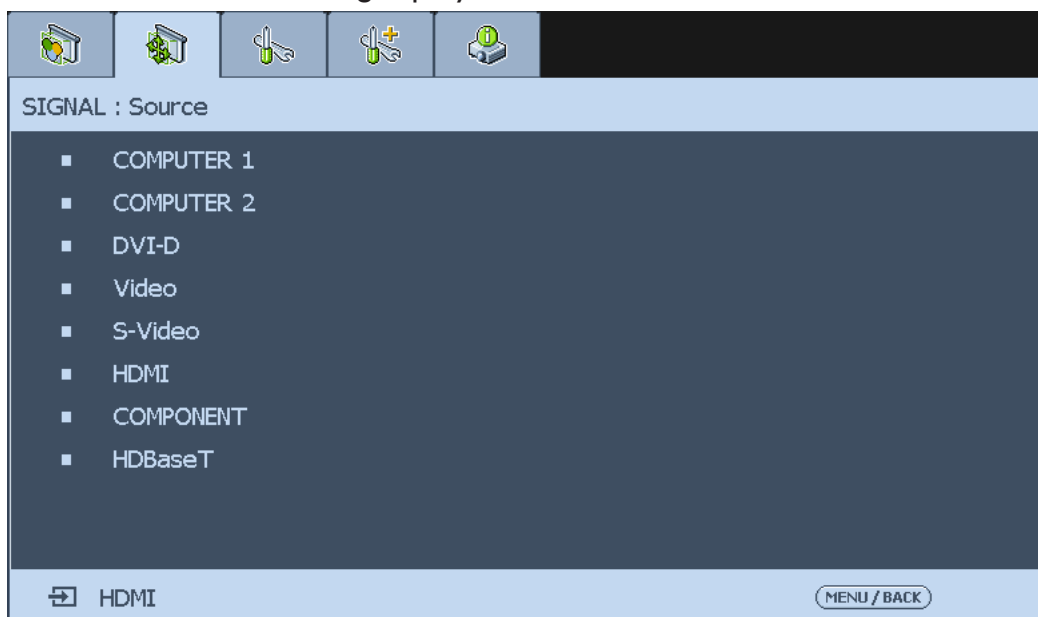 SIGNAL : Source
COMPUTER 1
COMPUTER 2
DVI-D
Video
S-Video
HDMI
COMPONENT
HDBaseT
HDMI
MENU / BACK